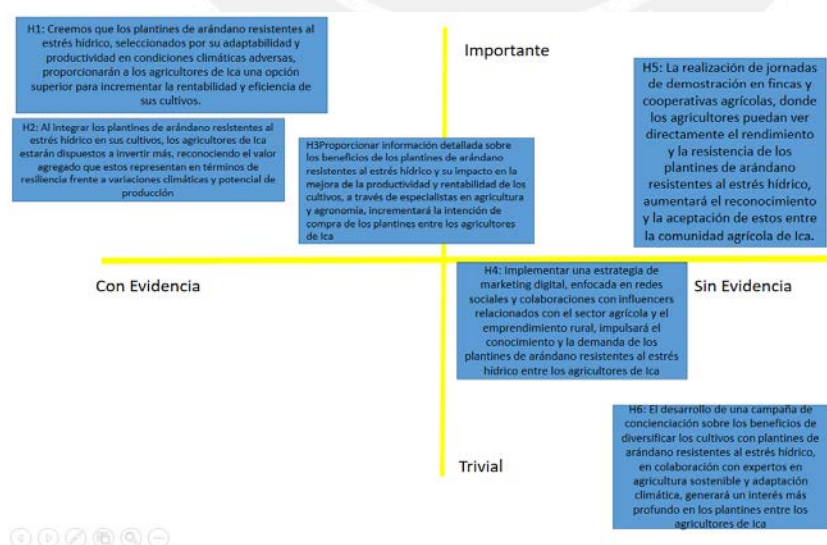 H1: Creemos que los plantines de arándano resistentes al
estrés hídrico, seleccionados por su adaptabilidad y
productividad en condiciones climáticas adversas,
proporcionarán a los agricultores de Ica una opción
superior para incrementar la rentabilidad y eficiencia de
sus cultivos.
Importante
H5: La realización de jornadas
de demostración en fincas y
cooperativas agrícolas, donde
los agricultores puedan ver
directamente el rendimiento
y la resistencia de los
plantines de arándano
resistentes al estrés hídrico,
aumentará el reconocimiento
y la aceptación de estos entre
la comunidad agrícola de Ica.
H2: Al integrar los plantines de arándano resistentes al
estrés hídrico en sus cultivos, los agricultores de Ica
estarán dispuestos a invertir más, reconociendo el valor
agregado que estos representan en términos de
resiliencia frente a variaciones climáticas y potencial de
producción
H3Proporcionar información detallada sobre
los beneficios de los plantines de arándano
resistentes al estrés hídrico y su impacto en la
mejora de la productividad y rentabilidad de los
cultivos, a través de especialistas en agricultura
y agronomía, incrementará la intención de
compra de los plantines entre los agricultores
de Ica
Con Evidencia
Sin Evidencia
H4: Implementar una estrategia de
marketing digital, enfocada en redes
sociales y colaboraciones con influencers
relacionados con el sector agrícola y el
emprendimiento rural, impulsará el
conocimiento y la demanda de los
plantines de arándano resistentes al estrés
hídrico entre los agricultores de Ica
H6: El desarrollo de una campaña de
concienciación sobre los beneficios de
diversificar los cultivos con plantines de
arándano resistentes al estrés hídrico,
en colaboración con expertos en
agricultura sostenible y adaptación
climática, generará un interés más
profundo en los plantines entre los
agricultores de Ica
Trivial